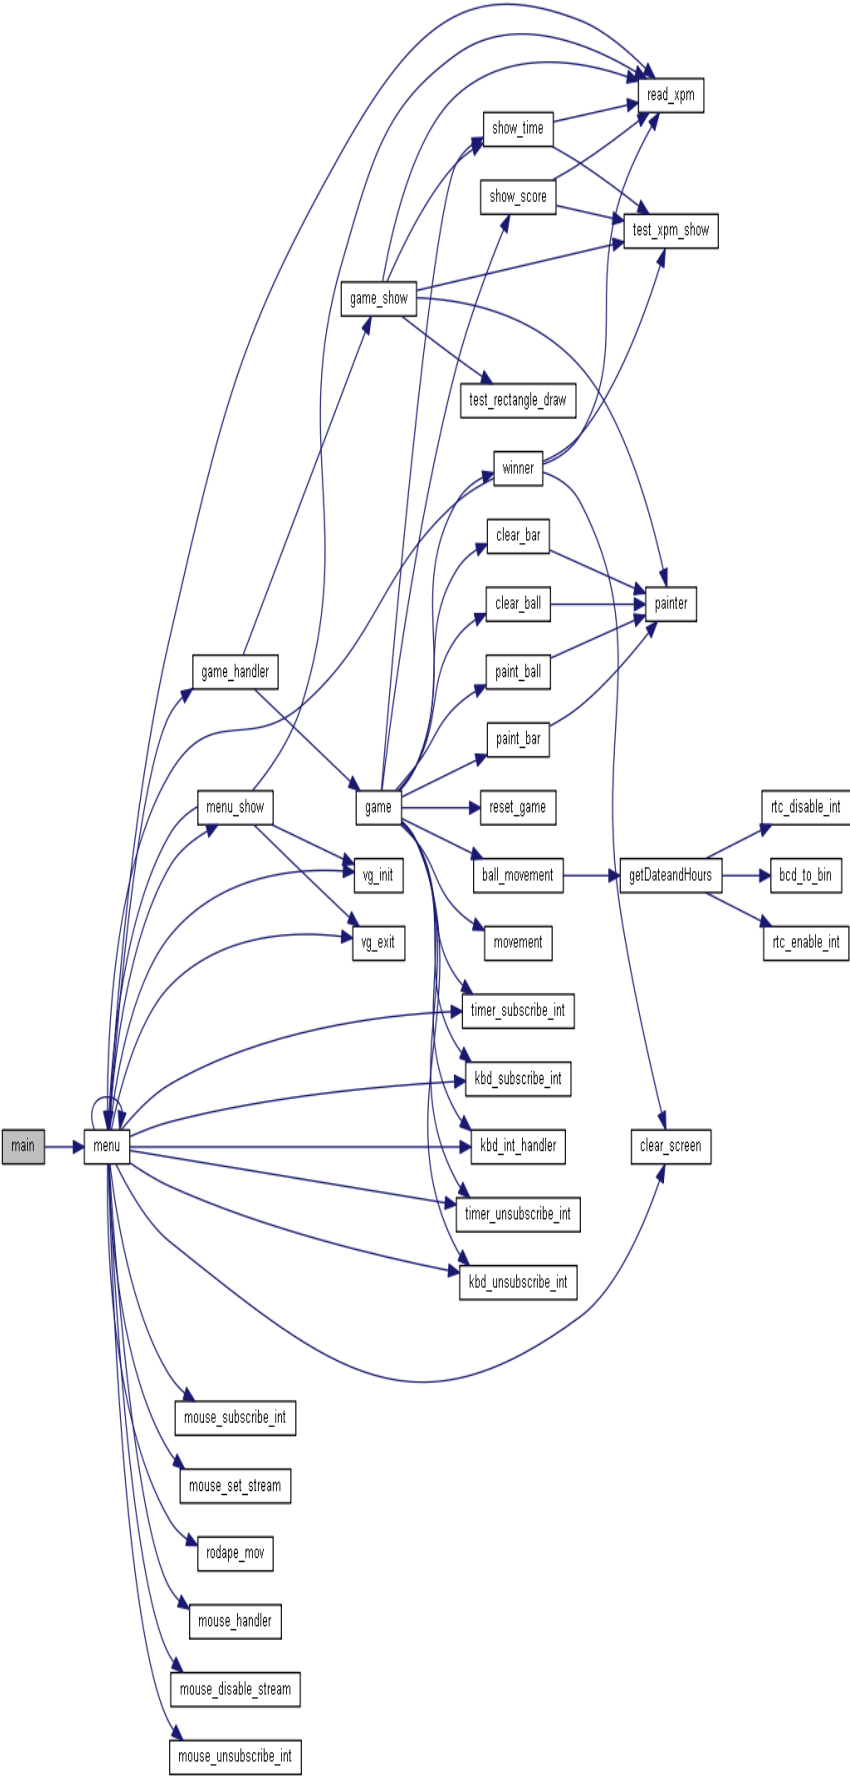 read_xpm
show_time
show_score
test_xpm_show
game_show
test_rectangle_draw
winner
clear_bar
clear_ball
painter
game_handler
paint_ball
paint_bar
menu_show
game
reset_game
rtc_disable_int
vg_init
ball_movement
getDateandHours
bcd_to_bin
vg_exit
movement
rtc_enable_int
timer_subscribe_int
kbd_subscribe_int
main
menu
kbd_int_handler
clear_screen
timer_unsubscribe_int
kbd_unsubscribe_int
mouse_subscribe_int
mouse_set_stream
rodape_mov
mouse_handler
mouse_disable_stream
mouse_unsubscribe_int